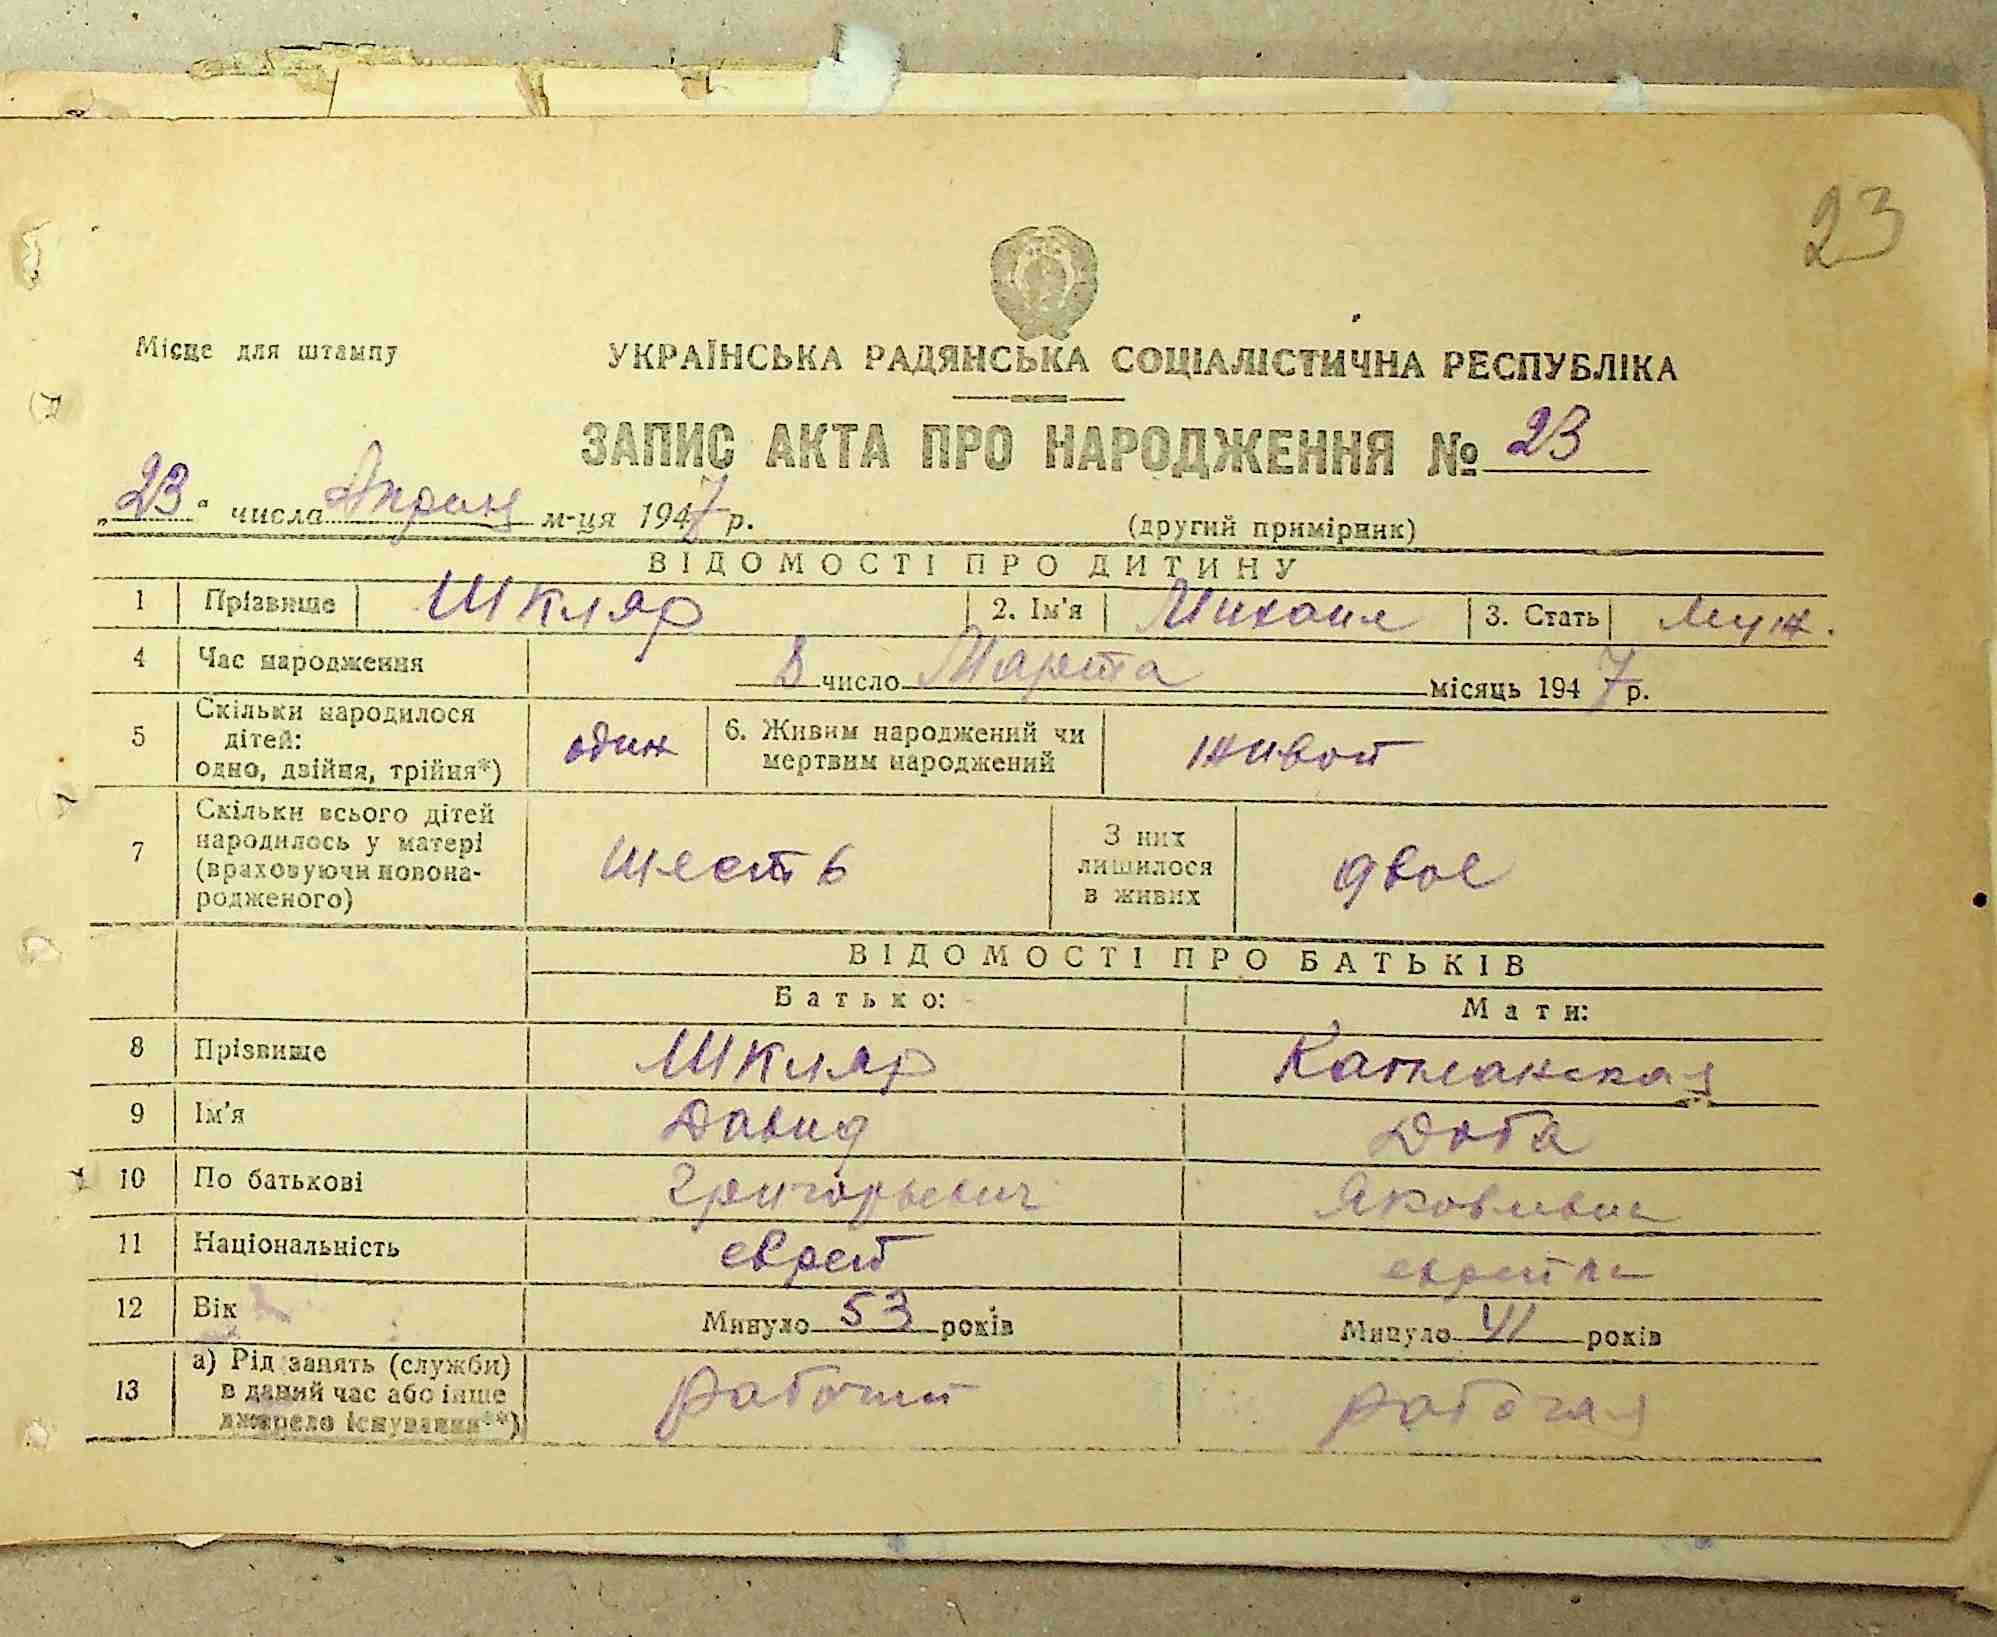 23
Місце для штампу
УКРАЇНСЬКА РАДЯНСЬКА СОЦІАЛІСТИЧНА РЕСПУБЛІКА
ЗАПИС АКТА ПРО НАРОДЖЕННЯ № 23
„23“ числа Апреля м-ця 1947 р.
(другий примірник)
ВІДОМОСТІ ПРО ДИТИНУ
1 Прізвище Шкляр 2. Ім'я Михаил 3. Стать Муж.
4 Час народження 8 число Марта місяць 1947 р.
5 Скільки народилося дітей: одно, двійня, трійня*) один 6. Живим народжений чи мертвим народжений живой
7 Скільки всього дітей народилось у матері (враховуючи новонародженого) шесть З них лишилося в живих двое
ВІДОМОСТІ ПРО БАТЬКІВ
Батько: Мати:
8 Прізвище Шкляр
9 Ім'я Давид
10 По батькові Григорьевич Яковлевна
11 Національність еврей еврейка
12 Вік Минуло 53 років Минуло 41 років
13 а) Рід занять (служби) в даний час або інше джерело існування**) рабочий рабочая